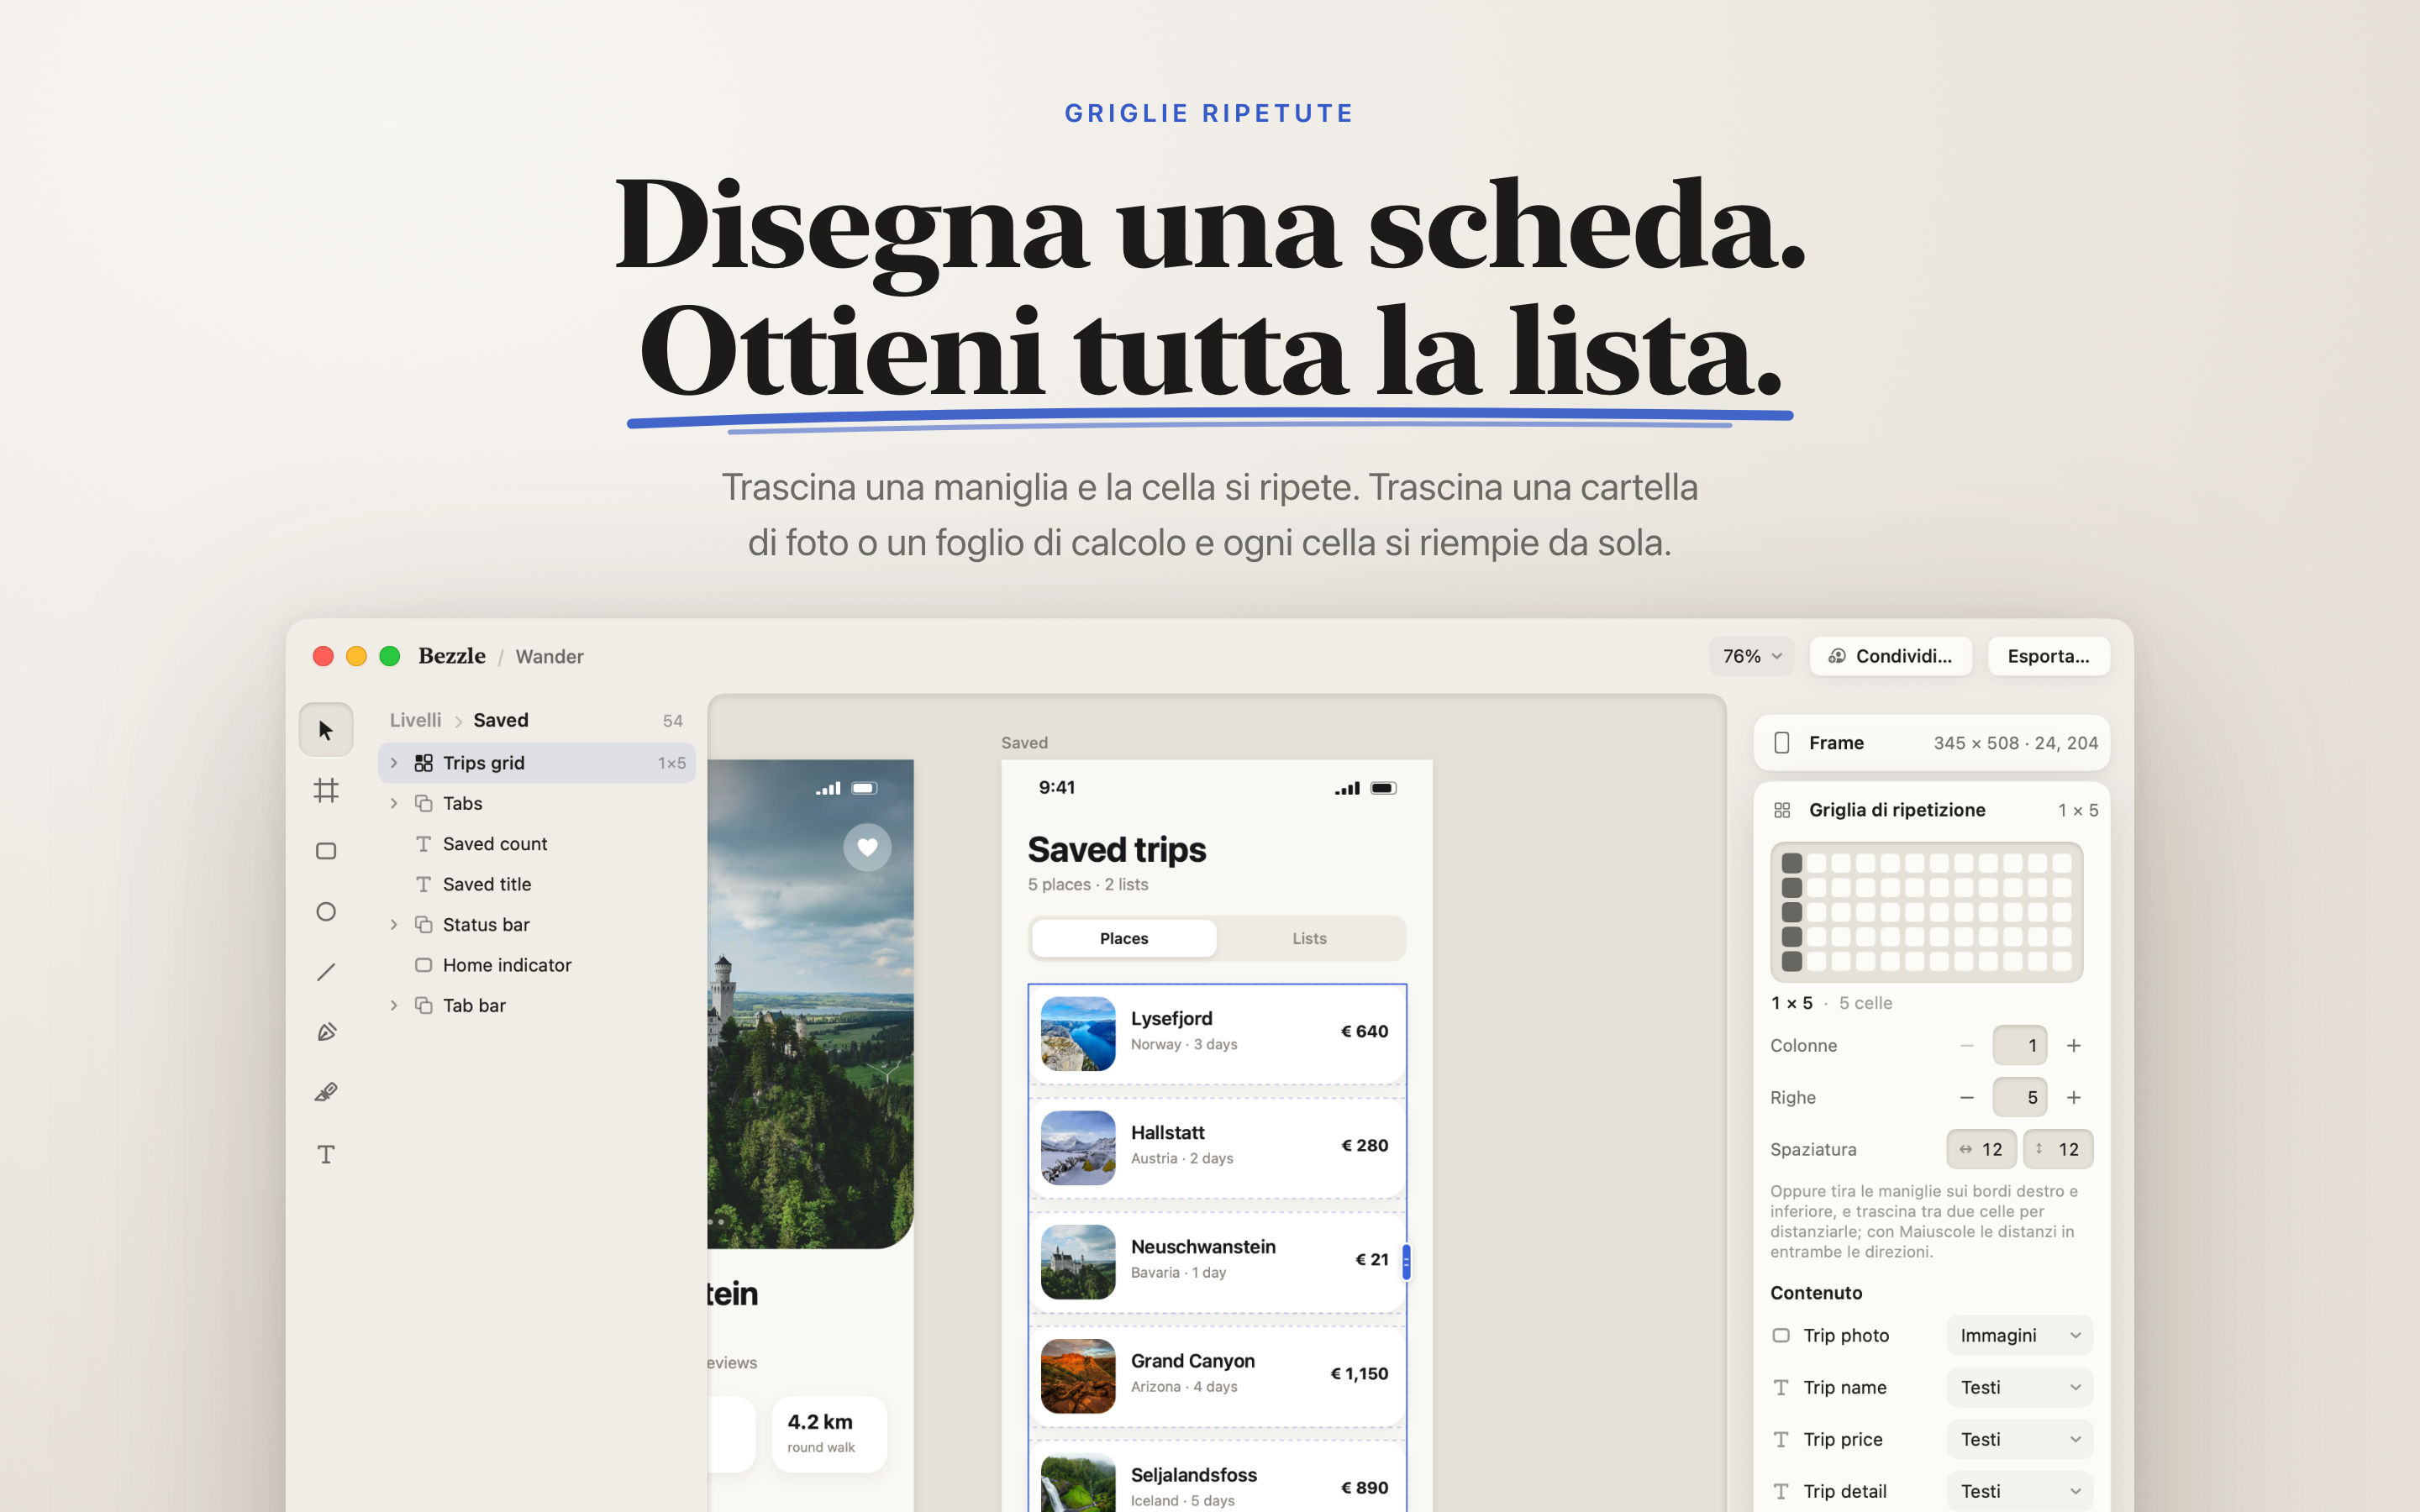 GRIGLIE RIPETUTE
Disegna una scheda.
Ottieni tutta la lista.
Trascina una maniglia e la cella si ripete. Trascina una cartella
di foto o un foglio di calcolo e ogni cella si riempie da sola.
Bezzle / Wander
76%
Condividi...
Esporta...
Livelli > Saved 54
Trips grid 1×5
Tabs
Saved count
Saved title
Status bar
Home indicator
Tab bar
tein
eviews
4.2 km
round walk
Saved
9:41
Saved trips
5 places · 2 lists
Places
Lists
Lysefjord
Norway · 3 days
€ 640
Hallstatt
Austria · 2 days
€ 280
Neuschwanstein
Bavaria · 1 day
€ 21
Grand Canyon
Arizona · 4 days
€ 1,150
Seljalandsfoss
Iceland · 5 days
€ 890
Frame 345 × 508 · 24, 204
Griglia di ripetizione 1 × 5
1 × 5 · 5 celle
Colonne − 1 +
Righe − 5 +
Spaziatura 12 12
Oppure tira le maniglie sui bordi destro e
inferiore, e trascina tra due celle per
distanziarle; con Maiuscole le distanzi in
entrambe le direzioni.
Contenuto
Trip photo Immagini
Trip name Testi
Trip price Testi
Trip detail Testi